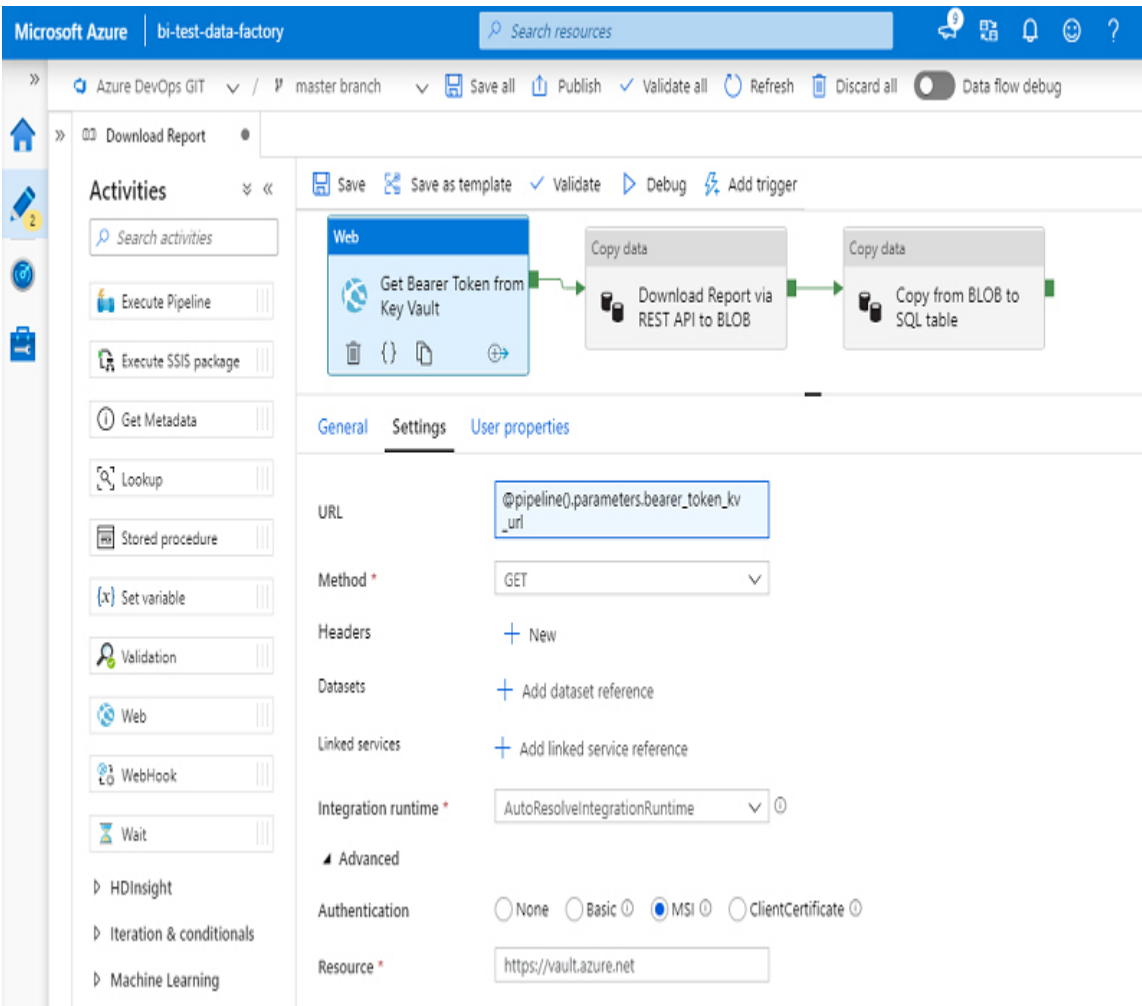 Microsoft Azure
bi-test-data-factory
Search resources
9
?
Azure DevOps GIT / master branch
Save all
Publish
Validate all
Refresh
Discard all
Data flow debug
Download Report
2
Activities
Search activities
Execute Pipeline
Execute SSIS package
Get Metadata
Lookup
Stored procedure
{x} Set variable
Validation
Web
WebHook
Wait
HDInsight
Iteration & conditionals
Machine Learning
Save
Save as template
Validate
Debug
Add trigger
Web
Get Bearer Token from
Key Vault
{}
Copy data
Download Report via
REST API to BLOB
Copy data
Copy from BLOB to
SQL table
General
Settings
User properties
URL
@pipeline().parameters.bearer_token_kv
_url
Method *
GET
Headers
+ New
Datasets
+ Add dataset reference
Linked services
+ Add linked service reference
Integration runtime *
AutoResolveIntegrationRuntime
Advanced
Authentication
None
Basic
MSI
ClientCertificate
Resource *
https://vault.azure.net